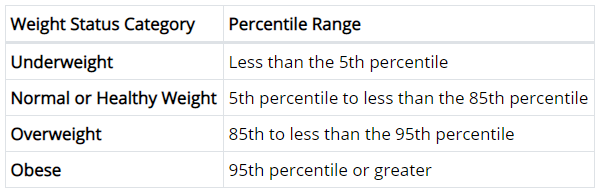 Weight Status Category Percentile Range
Underweight Less than the 5th percentile
Normal or Healthy Weight 5th percentile to less than the 85th percentile
Overweight 85th to less than the 95th percentile
Obese 95th percentile or greater